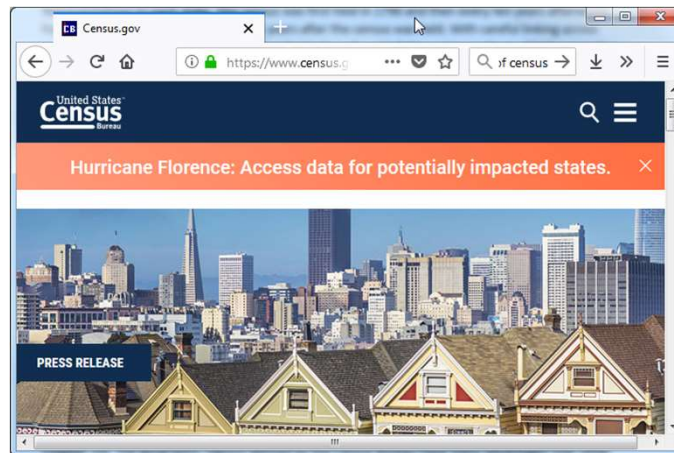 Census.gov
https://www.census.g
of census
United States™
Census
Bureau
Hurricane Florence: Access data for potentially impacted states.
PRESS RELEASE